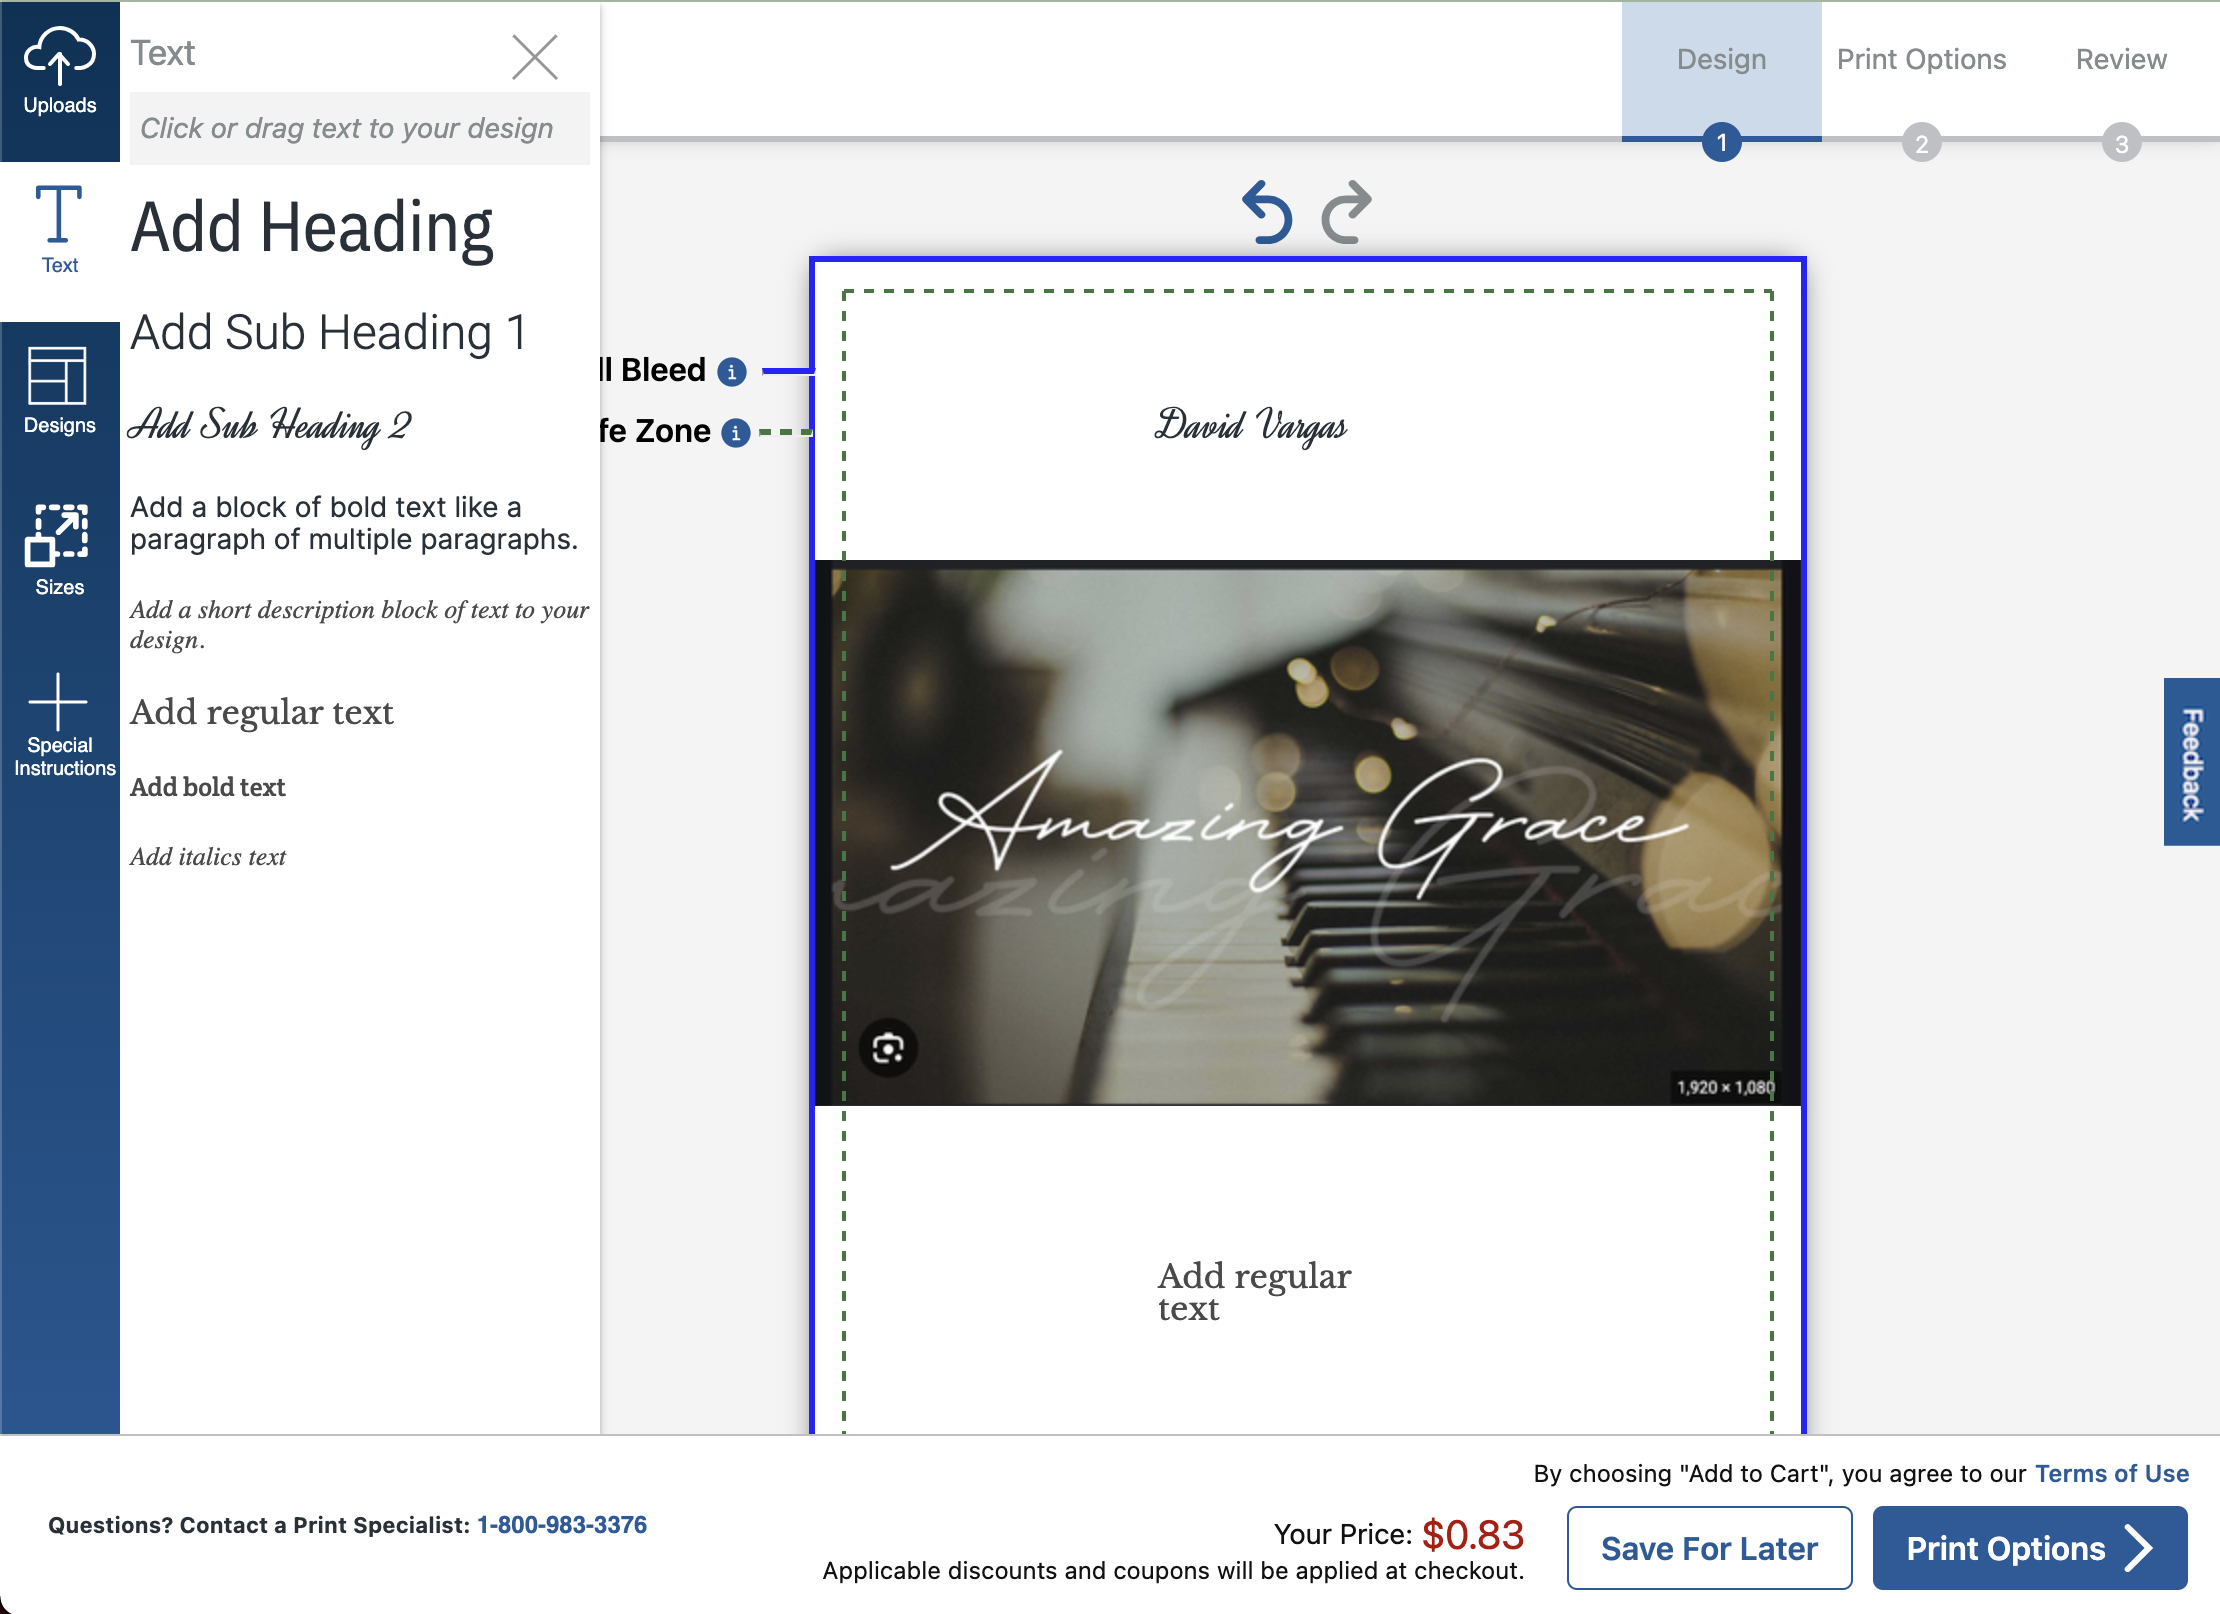 Uploads
Text
Designs
Sizes
Special
Instructions
Text
Click or drag text to your design
Add Heading
Add Sub Heading 1
Add Sub Heading 2
Add a block of bold text like a
paragraph of multiple paragraphs.
Add a short description block of text to your
design.
Add regular text
Add bold text
Add italics text
Design
Print Options
Review
1
2
3
ll Bleed i
fe Zone i
David Vargas
Amazing Grace
azing Grac
1,920 × 1,080
Add regular
text
Feedback
By choosing "Add to Cart", you agree to our Terms of Use
Questions? Contact a Print Specialist: 1-800-983-3376
Your Price: $0.83
Applicable discounts and coupons will be applied at checkout.
Save For Later
Print Options